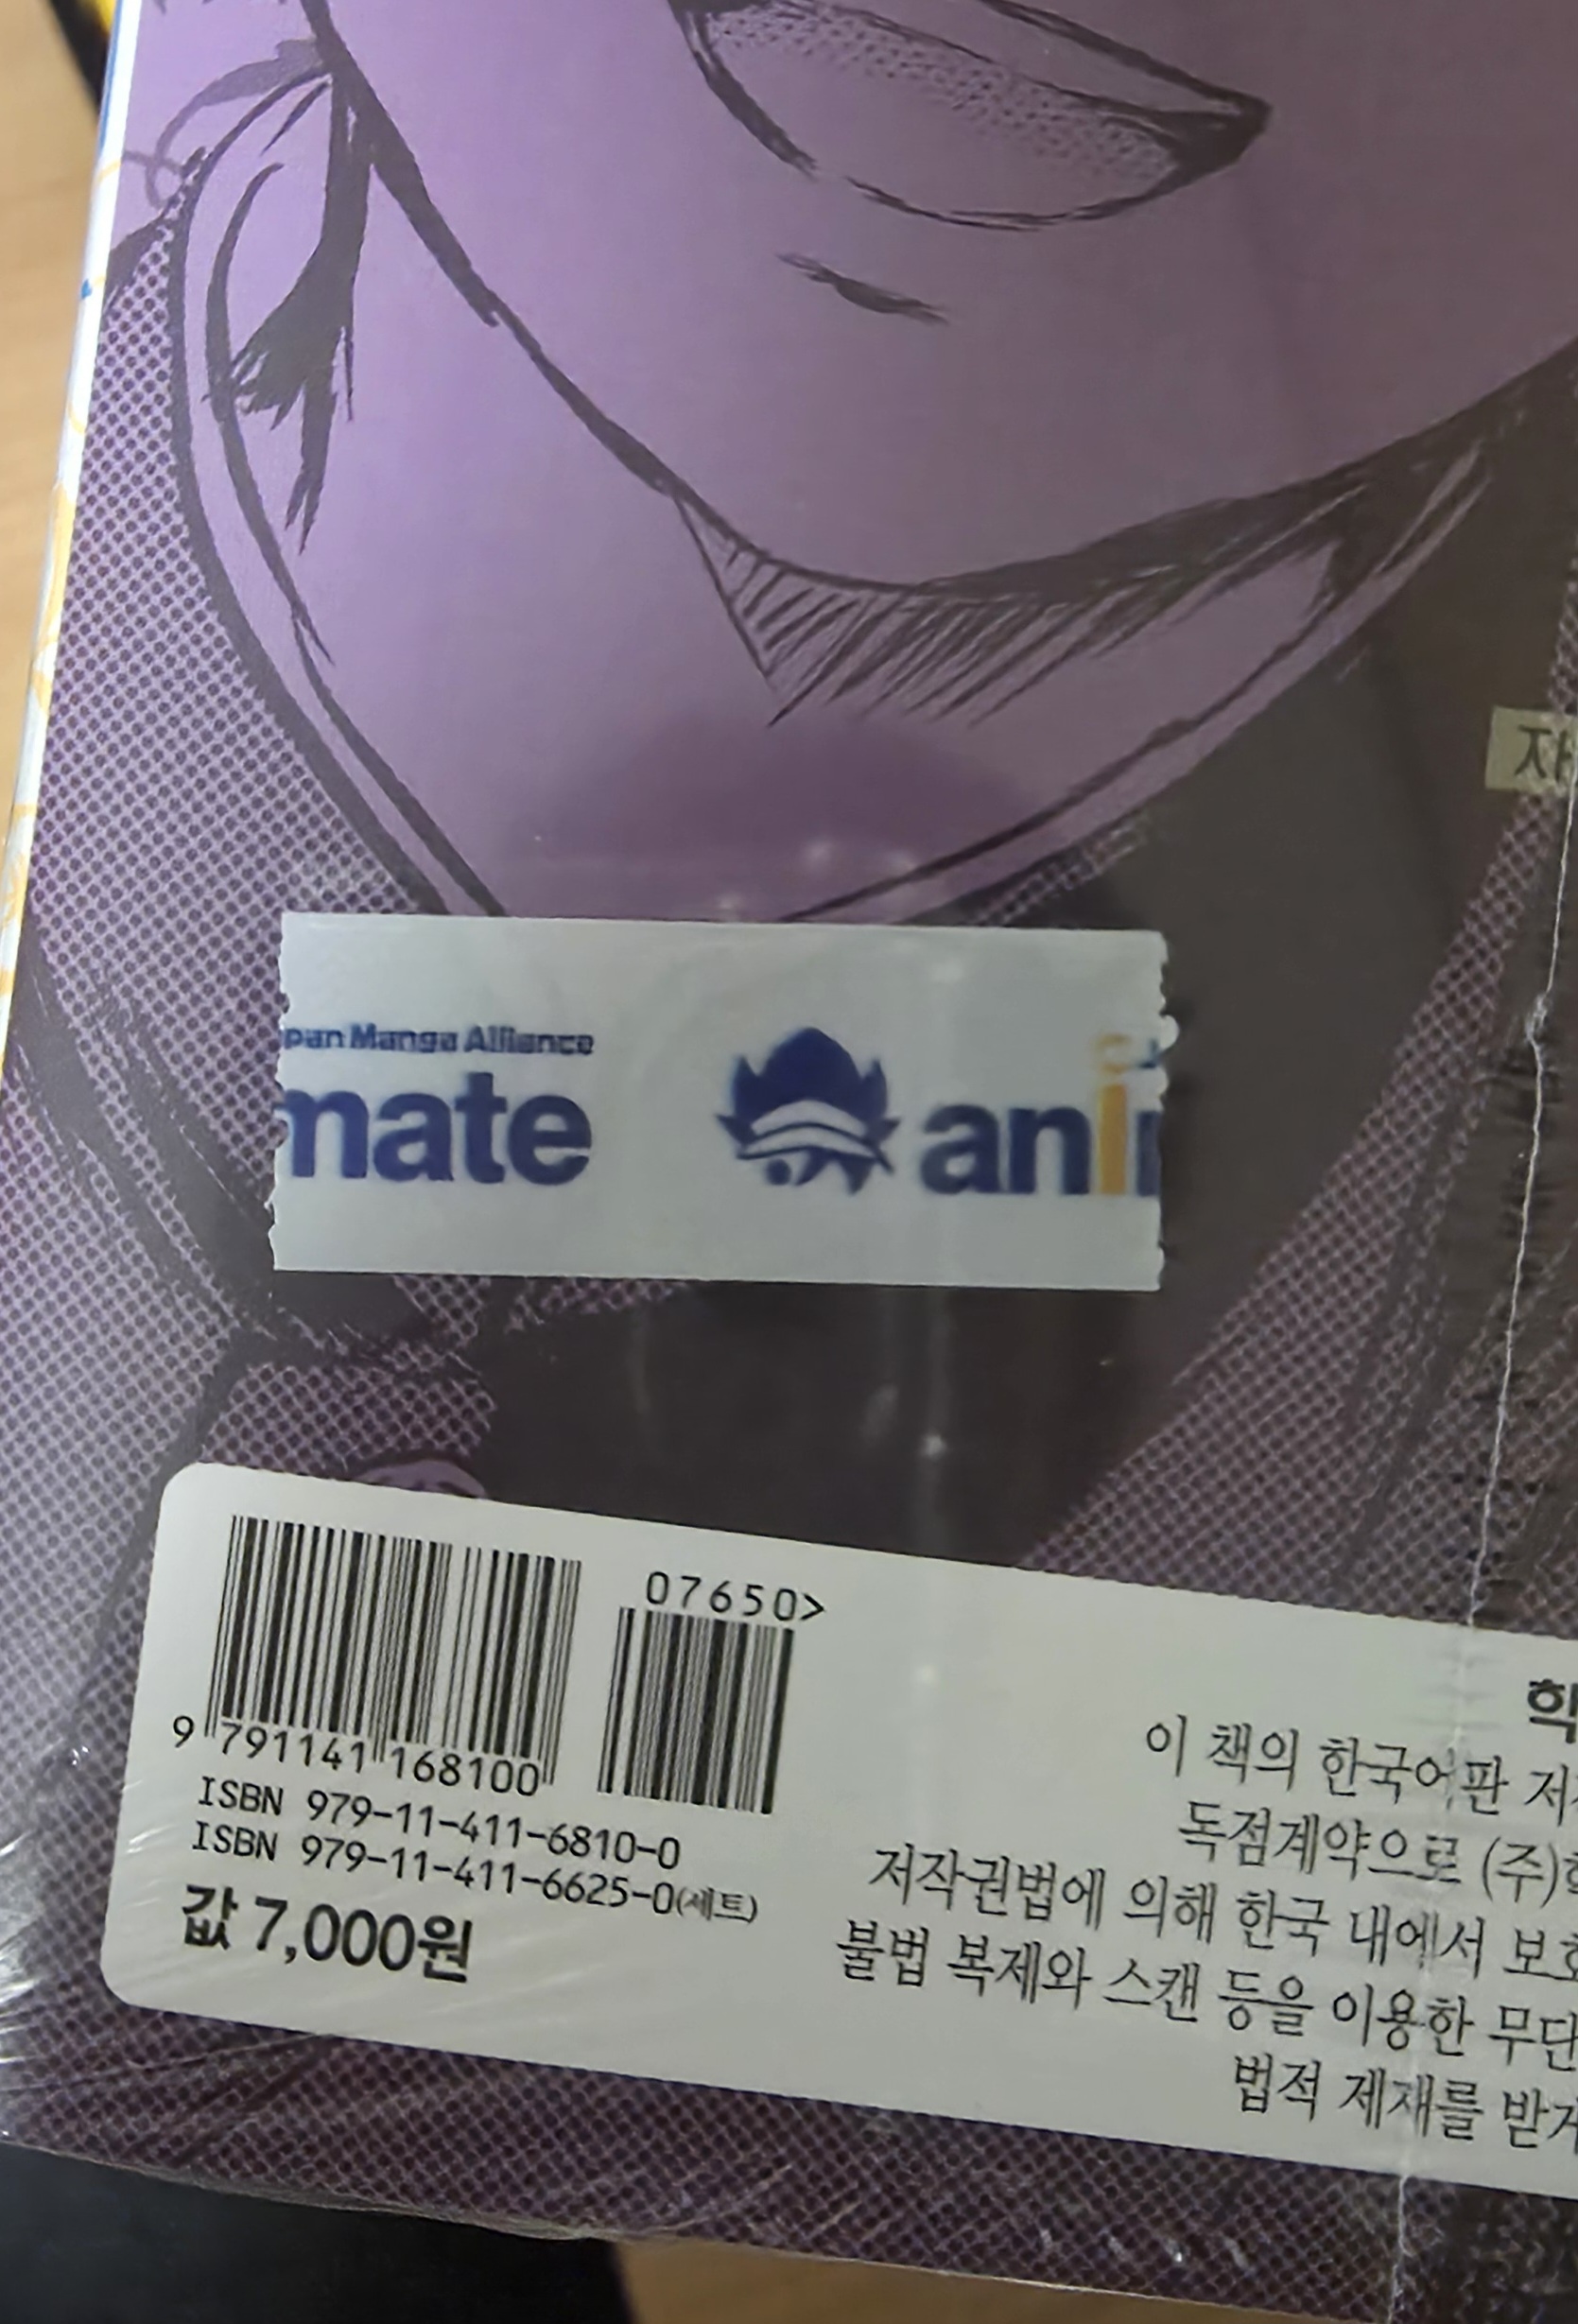 pan Manga Alliance
mate
ani
07650>
9 791141 168100
ISBN 979-11-411-6810-0
ISBN 979-11-411-6625-0(세트)
값 7,000원
이 책의 한국어판 저
독점계약으로 (주)
저작권법에 의해 한국 내에서 보호
불법 복제와 스캔 등을 이용한 무단
법적 제재를 받